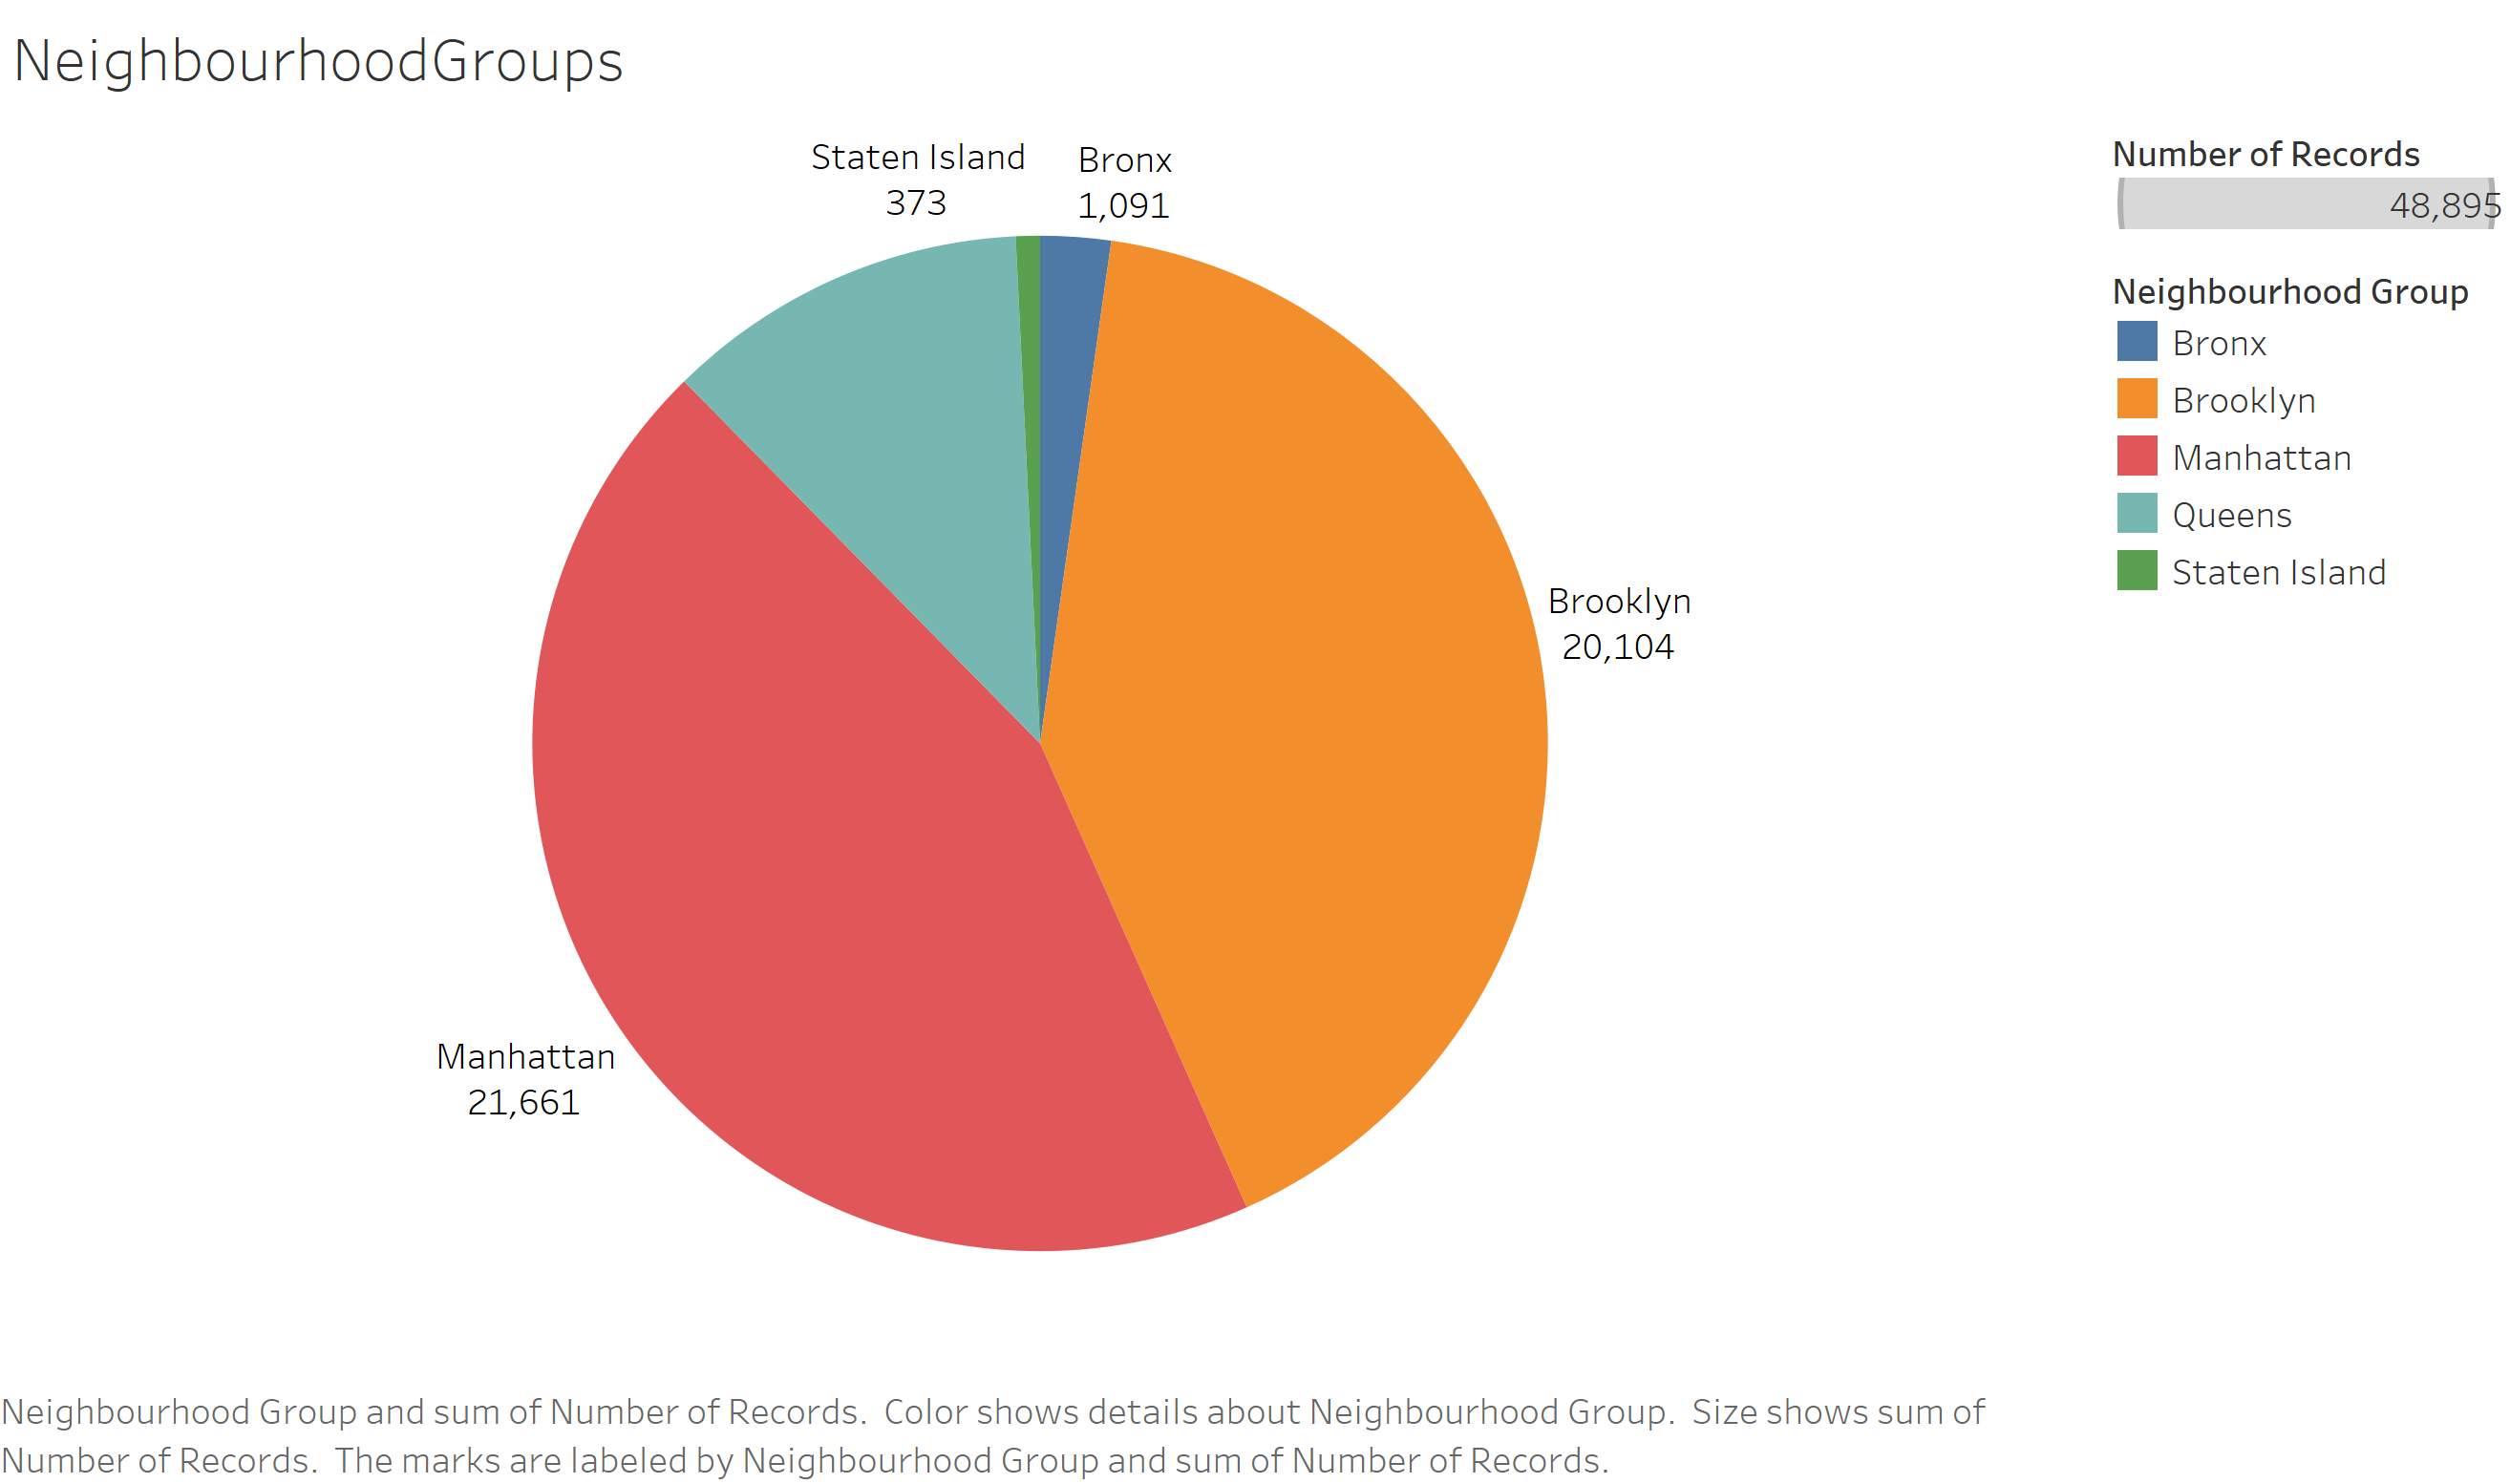 NeighbourhoodGroups
Staten Island
373
Bronx
1,091
Brooklyn
20,104
Manhattan
21,661
Number of Records
48,895
Neighbourhood Group
Bronx
Brooklyn
Manhattan
Queens
Staten Island
Neighbourhood Group and sum of Number of Records.  Color shows details about Neighbourhood Group.  Size shows sum of
Number of Records.  The marks are labeled by Neighbourhood Group and sum of Number of Records.